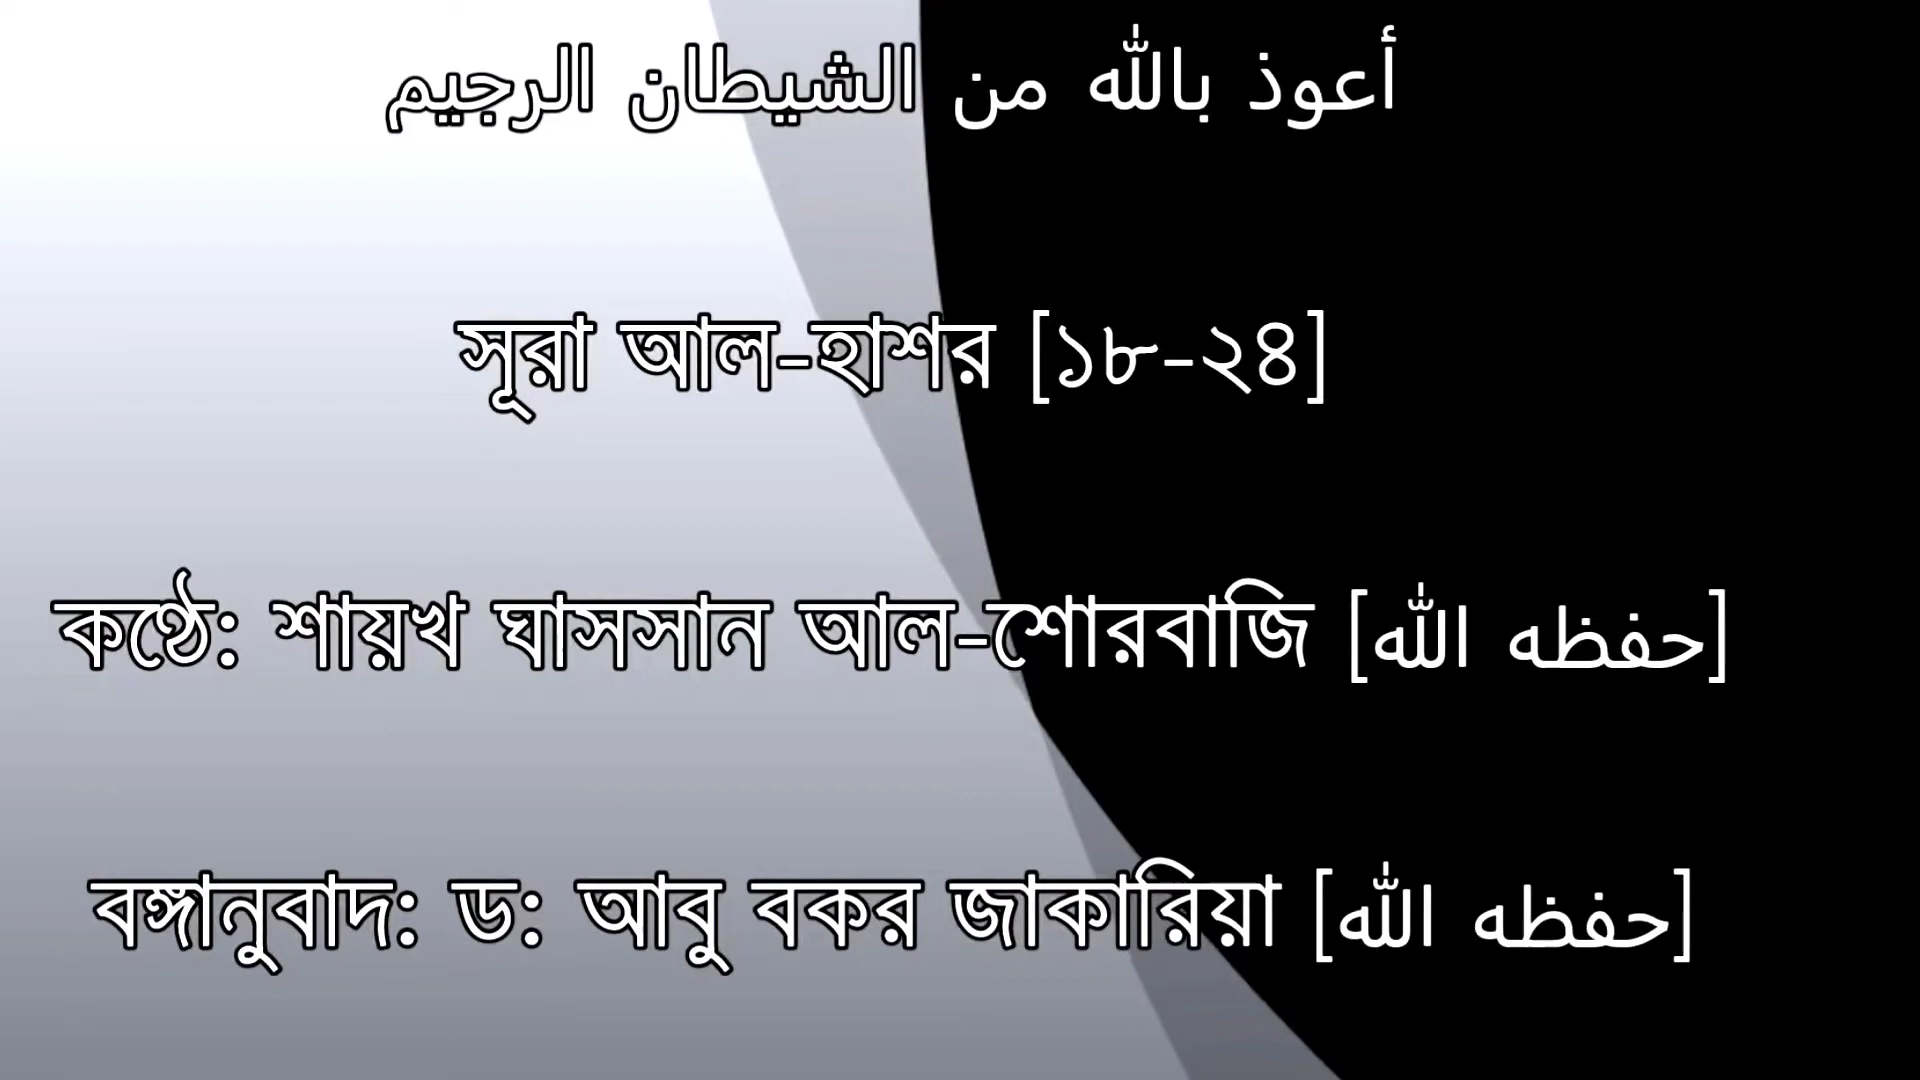 أعوذ بالله من الشيطان الرجيم
সূরা আল-হাশর [১৮-২৪]
কণ্ঠে: শায়খ ঘাসসান আল-শোরবাজি [حفظه الله]
বঙ্গানুবাদ: ড: আবু বকর জাকারিয়া [حفظه الله]